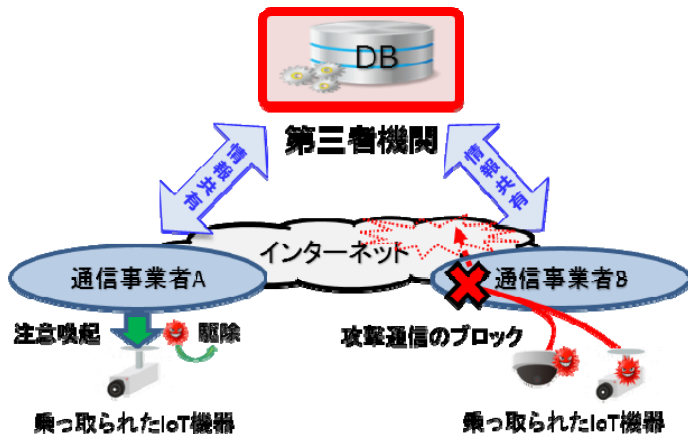 DB
第三者機関
情報共有
情報共有
インターネット
通信事業者A
通信事業者B
注意喚起
駆除
攻撃通信のブロック
乗っ取られたIoT機器
乗っ取られたIoT機器